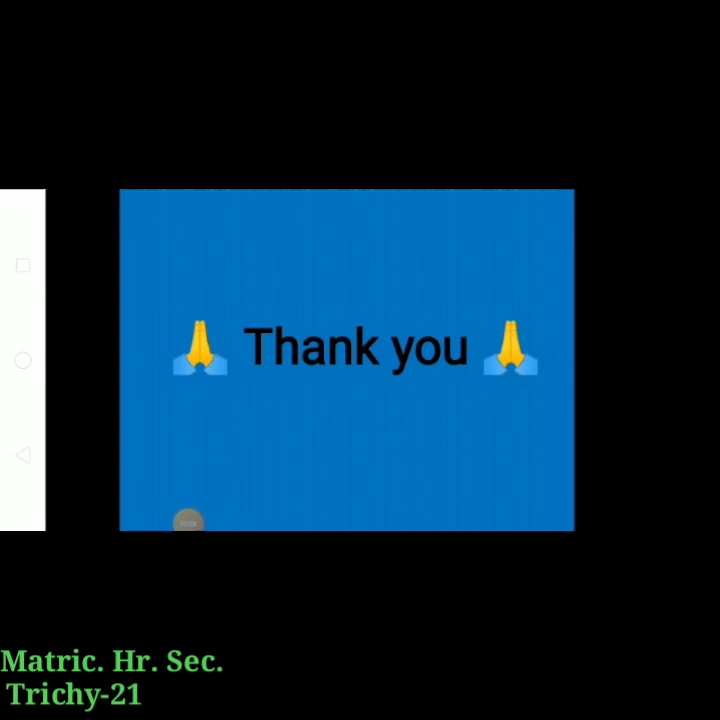 🙏 Thank you 🙏
Matric. Hr. Sec.
Trichy-21